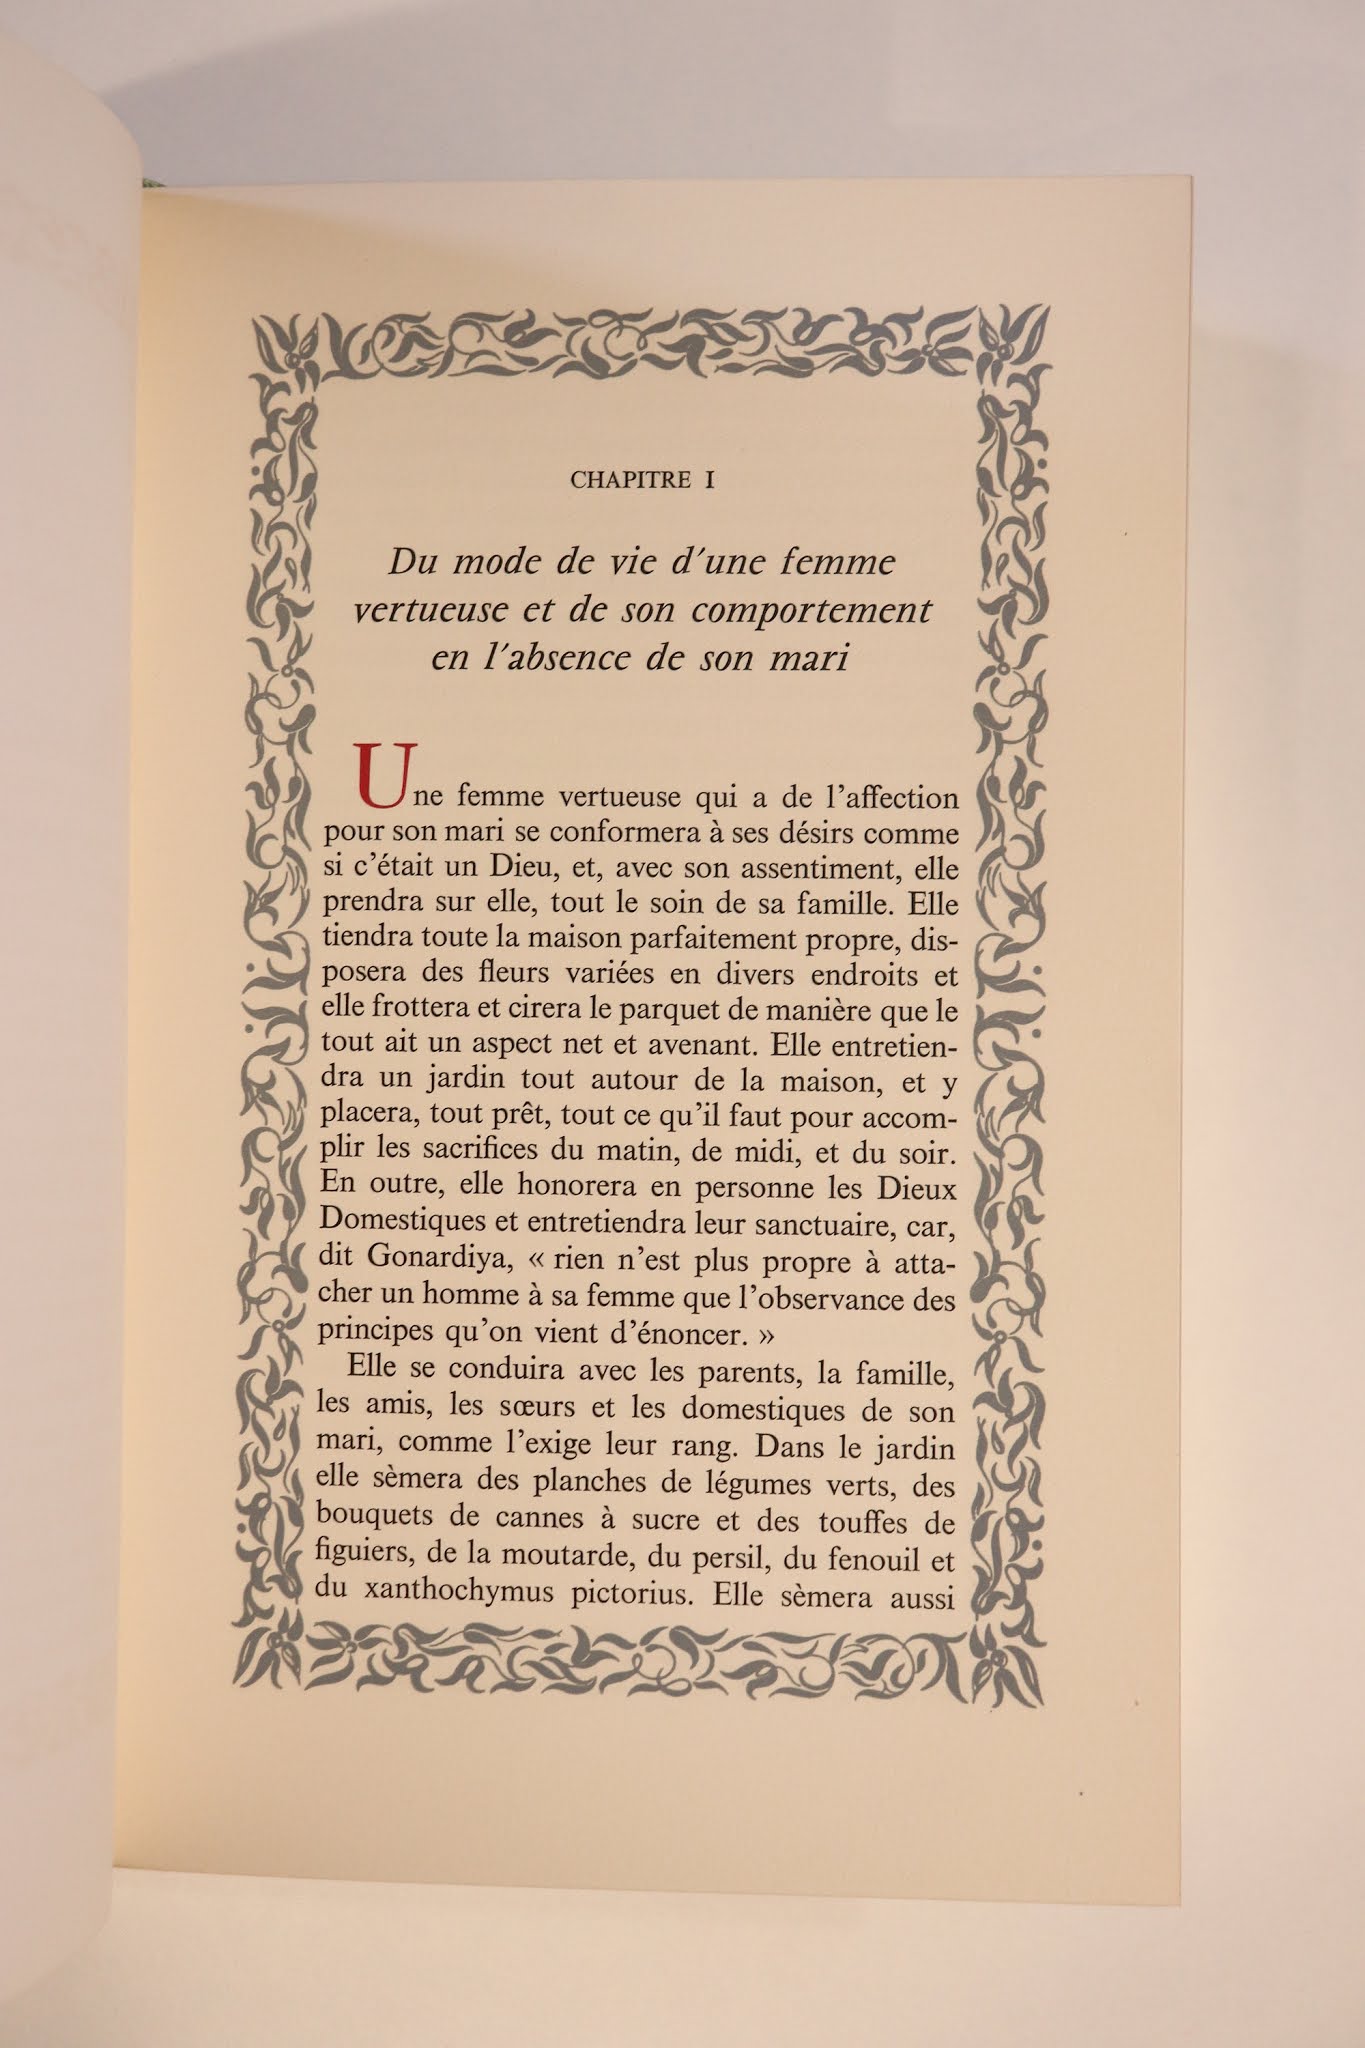 CHAPITRE I
Du mode de vie d'une femme
vertueuse et de son comportement
en l'absence de son mari
Une femme vertueuse qui a de l'affection
pour son mari se conformera à ses désirs comme
si c'était un Dieu, et, avec son assentiment, elle
prendra sur elle, tout le soin de sa famille. Elle
tiendra toute la maison parfaitement propre, dis-
posera des fleurs variées en divers endroits et
elle frottera et cirera le parquet de manière que le
tout ait un aspect net et avenant. Elle entretien-
dra un jardin tout autour de la maison, et y
placera, tout prêt, tout ce qu'il faut pour accom-
plir les sacrifices du matin, de midi, et du soir.
En outre, elle honorera en personne les Dieux
Domestiques et entretiendra leur sanctuaire, car,
dit Gonardiya, « rien n'est plus propre à atta-
cher un homme à sa femme que l'observance des
principes qu'on vient d'énoncer. »
Elle se conduira avec les parents, la famille,
les amis, les sœurs et les domestiques de son
mari, comme l'exige leur rang. Dans le jardin
elle sèmera des planches de légumes verts, des
bouquets de cannes à sucre et des touffes de
figuiers, de la moutarde, du persil, du fenouil et
du xanthochymus pictorius. Elle sèmera aussi